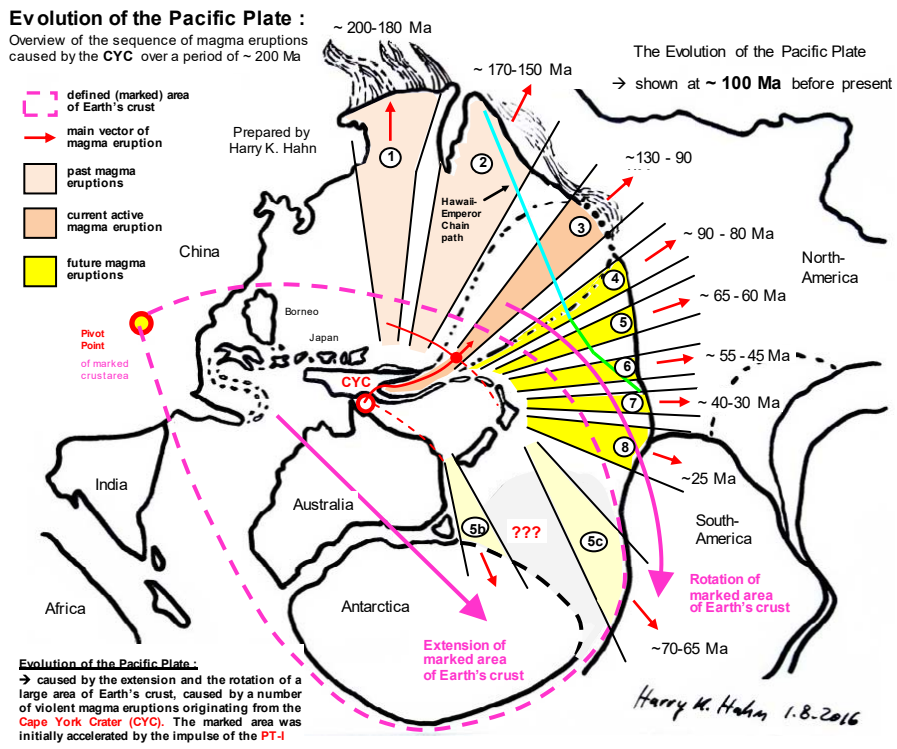 Evolution of the Pacific Plate :
Overview of the sequence of magma eruptions
caused by the CYC over a period of ~ 200 Ma
defined (marked) area
of Earth's crust
main vector of
magma eruption
past magma
eruptions
current active
magma eruption
future magma
eruptions
Prepared by
Harry K. Hahn
~ 200-180 Ma
~ 170-150 Ma
The Evolution of the Pacific Plate
→ shown at ~ 100 Ma before present
~130 - 90
~ 90 - 80 Ma
~ 65 - 60 Ma
~ 55 - 45Ma
~ 40-30 Ma
~25 Ma
~70-65 Ma
1
2
3
4
5
6
7
8
5b
???
5c
Hawaii-
Emperor
Chain
path
China
North-
America
Borneo
Japan
Pivot
Point
of marked
crustarea
CYC
India
Australia
South-
America
Africa
Antarctica
Rotation of
marked area
of Earth's crust
Extension of
marked area
of Earth's crust
Evolution of the Pacific Plate :
→ caused by the extension and the rotation of a
large area of Earth's crust, caused by a number
of violent magma eruptions originating from the
Cape York Crater (CYC). The marked area was
initially accelerated by the impulse of the PT-I
Harry K. Hahn 1.8.2016